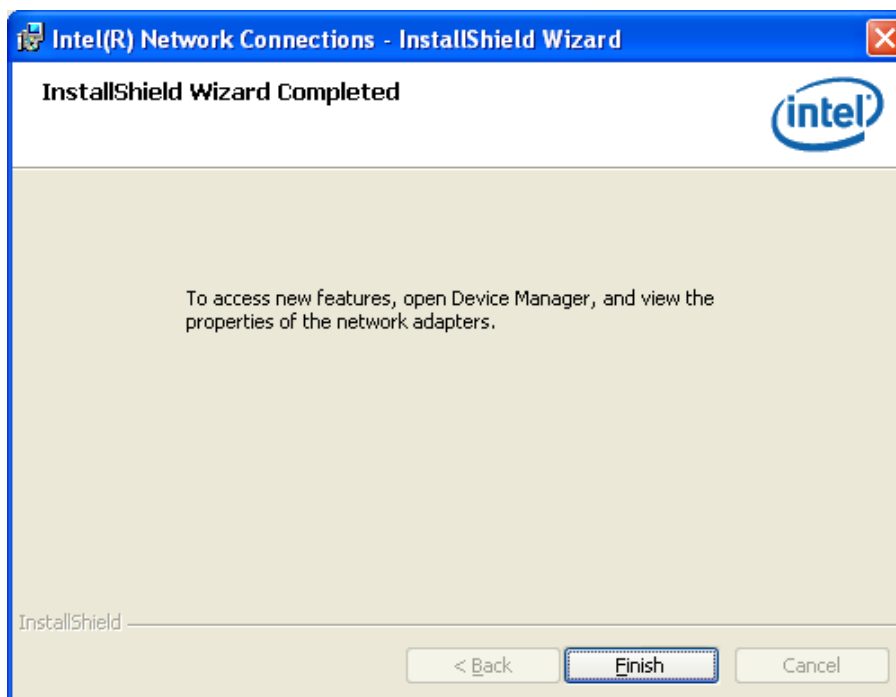 Intel(R) Network Connections - InstallShield Wizard
InstallShield Wizard Completed
intel
To access new features, open Device Manager, and view the
properties of the network adapters.
InstallShield
< Back
Finish
Cancel